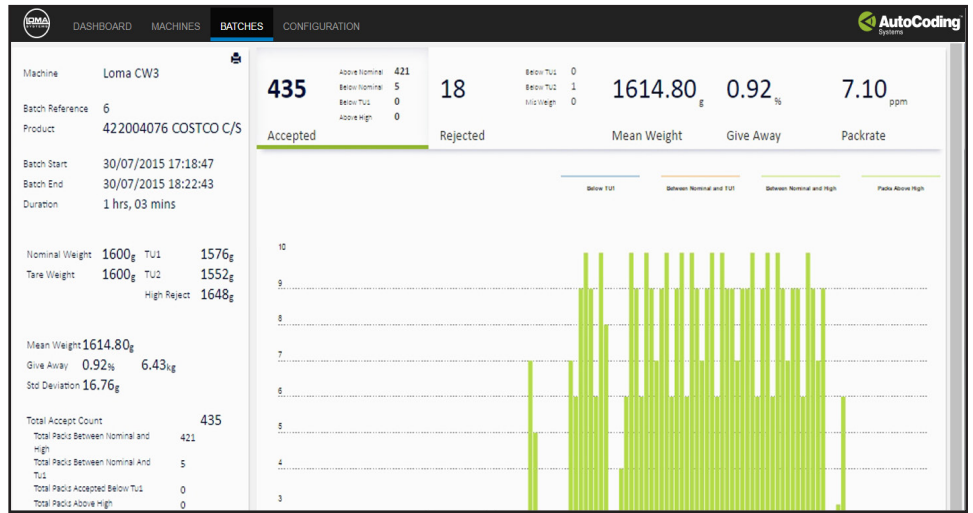 LOMA
SYSTEMS
DASHBOARD MACHINES BATCHES CONFIGURATION
AutoCoding
Systems
Machine Loma CW3
Batch Reference 6
Product 422004076 COSTCO C/S
Batch Start 30/07/2015 17:18:47
Batch End 30/07/2015 18:22:43
Duration 1 hrs, 03 mins
Nominal Weight 1600g TU1 1576g
Tare Weight 1600g TU2 1552g
High Reject 1648g
Mean Weight 1614.80g
Give Away 0.92% 6.43kg
Std Deviation 16.76g
Total Accept Count 435
Total Packs Between Nominal and 421
High
Total Packs Between Nominal And 5
TU1
Total Packs Accepted Below TU1 0
Total Packs Above High 0
435
Accepted
Above Nominal 421
Below Nominal 5
Below TU1 0
Above High 0
18
Rejected
Below TU1 0
Below TU2 1
Mis Weigh 0
1614.80 g
Mean Weight
0.92 %
Give Away
7.10 ppm
Packrate
Below TU1 Between Nominal and TU1 Between Nominal and High Packs Above High
10
9
8
7
6
5
4
3